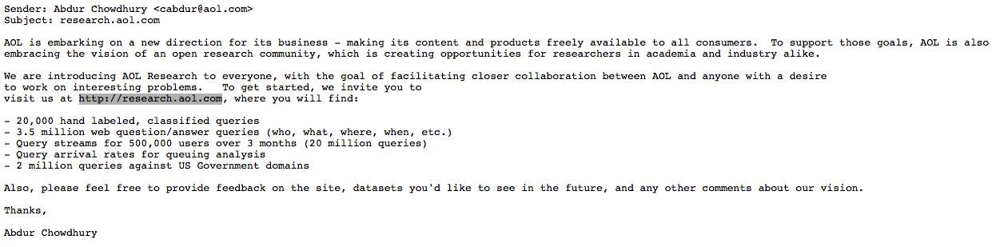 Sender: Abdur Chowdhury <cabdur@aol.com>
Subject: research.aol.com
AOL is embarking on a new direction for its business - making its content and products freely available to all consumers.  To support those goals, AOL is also
embracing the vision of an open research community, which is creating opportunities for researchers in academia and industry alike.
We are introducing AOL Research to everyone, with the goal of facilitating closer collaboration between AOL and anyone with a desire
to work on interesting problems.   To get started, we invite you to
visit us at http://research.aol.com, where you will find:
- 20,000 hand labeled, classified queries
- 3.5 million web question/answer queries (who, what, where, when, etc.)
- Query streams for 500,000 users over 3 months (20 million queries)
- Query arrival rates for queuing analysis
- 2 million queries against US Government domains
Also, please feel free to provide feedback on the site, datasets you'd like to see in the future, and any other comments about our vision.
Thanks,
Abdur Chowdhury